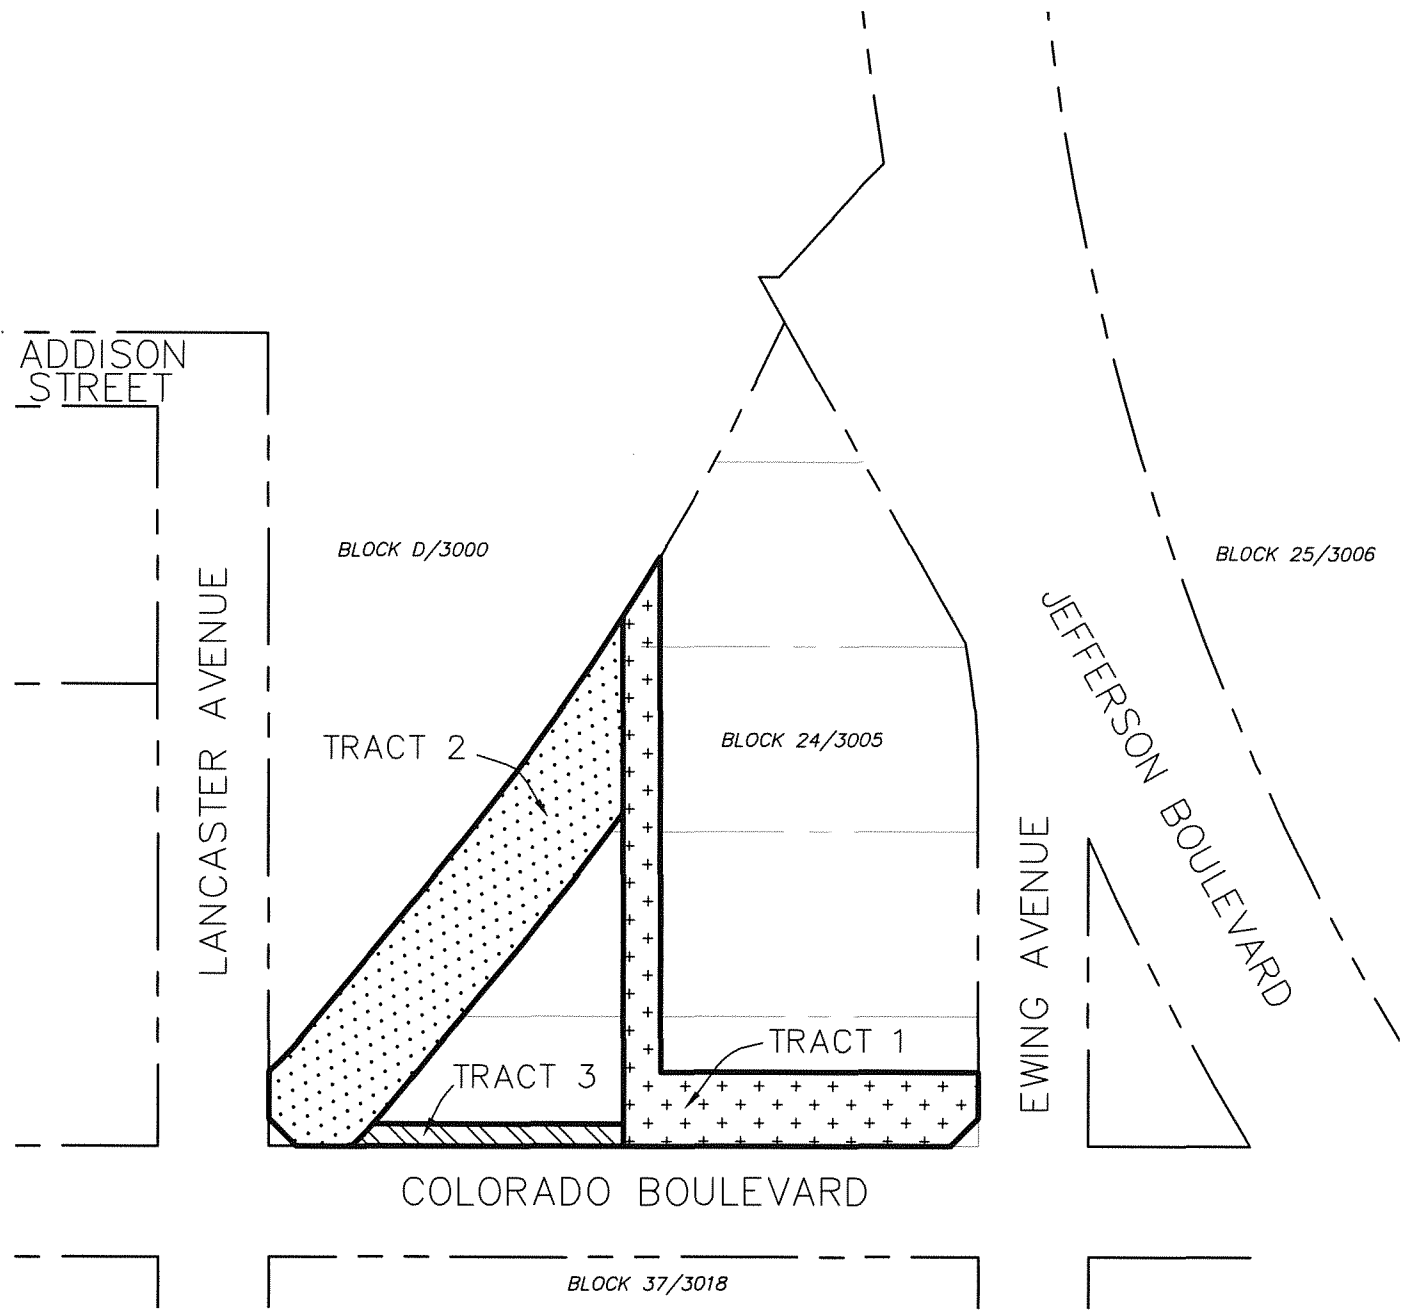 ADDISON
STREET
BLOCK D/3000
BLOCK 25/3006
LANCASTER AVENUE
JEFFERSON BOULEVARD
TRACT 2
BLOCK 24/3005
EWING AVENUE
TRACT 1
TRACT 3
COLORADO BOULEVARD
BLOCK 37/3018